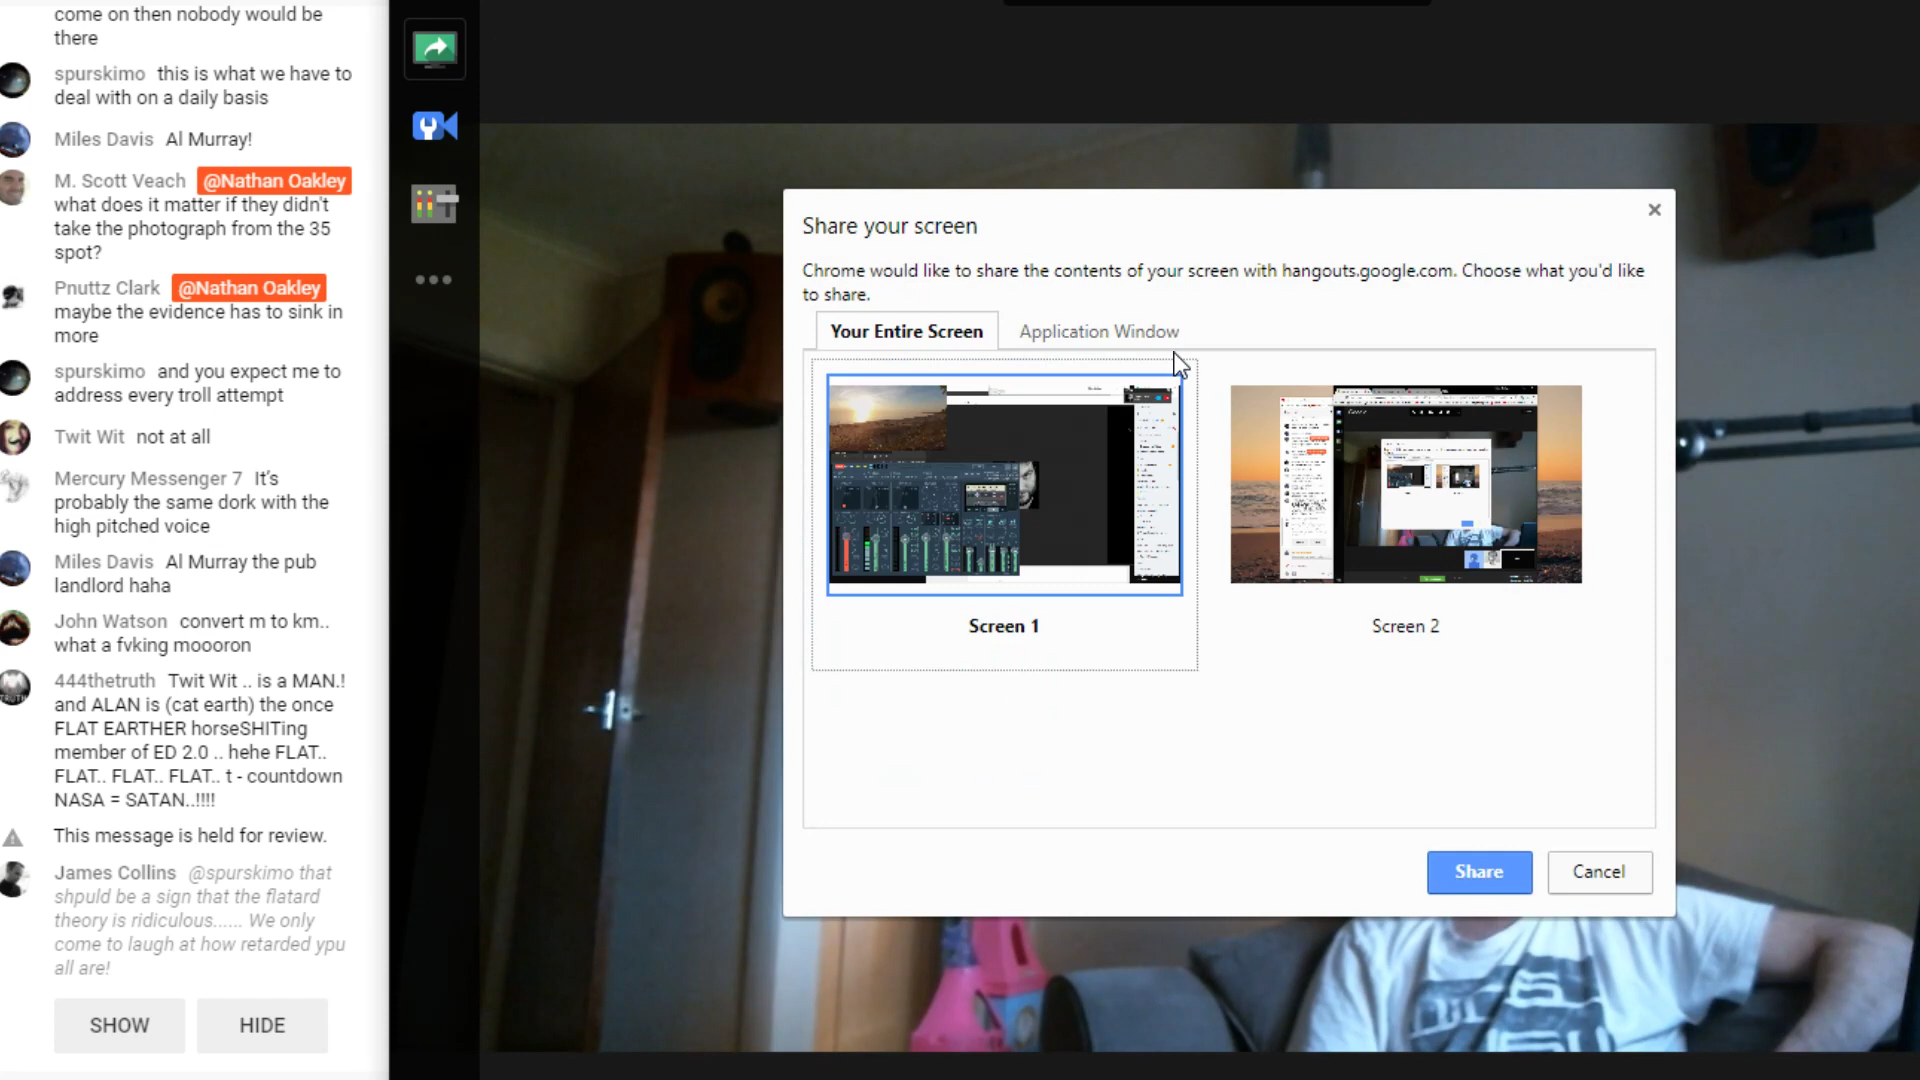 come on then nobody would be
there
spurskimo this is what we have to
deal with on a daily basis
Miles Davis Al Murray!
M. Scott Veach @Nathan Oakley
what does it matter if they didn't
take the photograph from the 35
spot?
Pnuttz Clark @Nathan Oakley
maybe the evidence has to sink in
more
spurskimo and you expect me to
address every troll attempt
Twit Wit not at all
Mercury Messenger 7 It's
probably the same dork with the
high pitched voice
Miles Davis Al Murray the pub
landlord haha
John Watson convert m to km..
what a fvking moooron
444thetruth Twit Wit .. is a MAN.!
and ALAN is (cat earth) the once
FLAT EARTHER horseSHITing
member of ED 2.0 .. hehe FLAT..
FLAT.. FLAT.. FLAT.. t - countdown
NASA = SATAN..!!!!
This message is held for review.
James Collins @spurskimo that
shpuld be a sign that the flatard
theory is ridiculous...... We only
come to laugh at how retarded ypu
all are!
SHOW HIDE
Share your screen
Chrome would like to share the contents of your screen with hangouts.google.com. Choose what you'd like
to share.
Your Entire Screen Application Window
Screen 1 Screen 2
Share Cancel